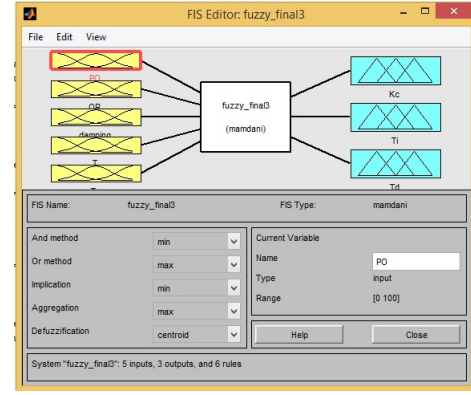 FIS Editor: fuzzy_final3
File Edit View
PO
OR
damping
T
fuzzy_final3
(mamdani)
Kc
Ti
Td
FIS Name: fuzzy_final3 FIS Type: mamdani
And method min
Or method max
Implication min
Aggregation max
Defuzzification centroid
Current Variable
Name PO
Type input
Range [0 100]
Help Close
System "fuzzy_final3": 5 inputs, 3 outputs, and 6 rules